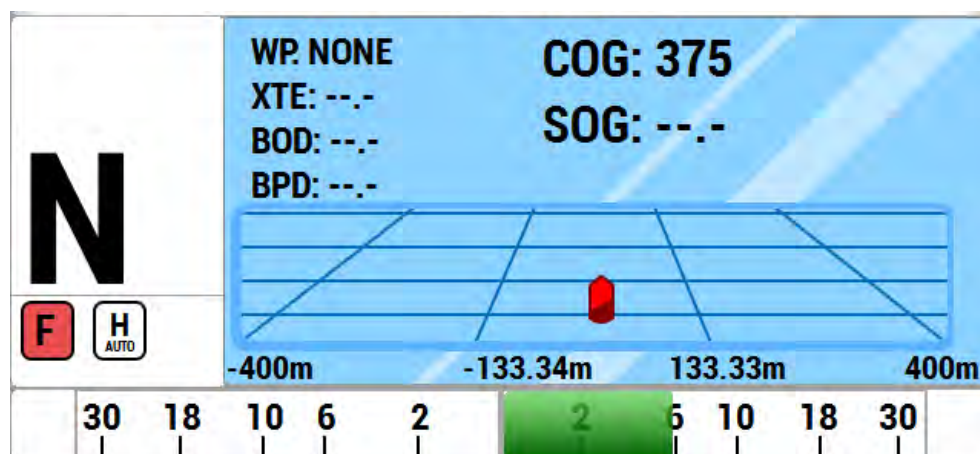 WP. NONE
XTE: --.-
BOD: --.-
BPD: --.-
COG: 375
SOG: --.-
N
F
H
AUTO
-400m -133.34m 133.33m 400m
30 18 10 6 2 2 6 10 18 30